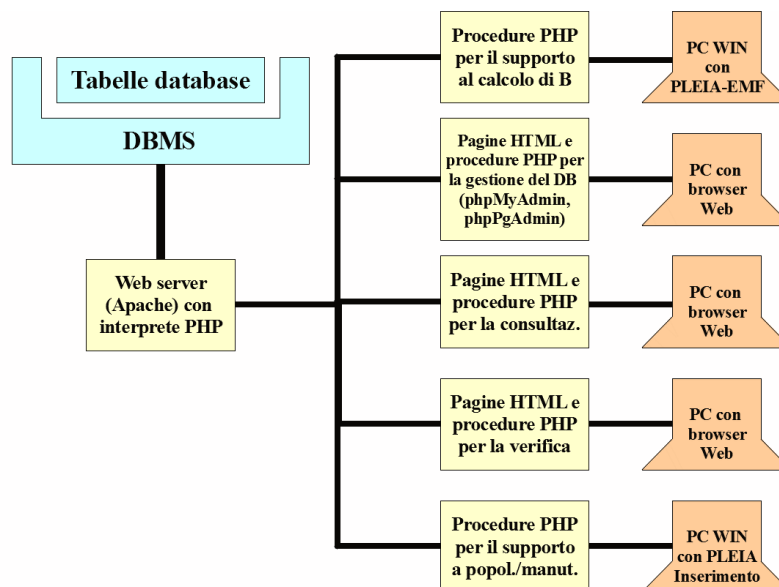 Tabelle database
DBMS
Web server
(Apache) con
interprete PHP
Procedure PHP
per il supporto
al calcolo di B
PC WIN
con
PLEIA-EMF
Pagine HTML e
procedure PHP per
la gestione del DB
(phpMyAdmin,
phpPgAdmin)
PC con
browser
Web
Pagine HTML e
procedure PHP
per la consultaz.
PC con
browser
Web
Pagine HTML e
procedure PHP
per la verifica
PC con
browser
Web
Procedure PHP
per il supporto
a popol./manut.
PC WIN
con PLEIA
Inserimento